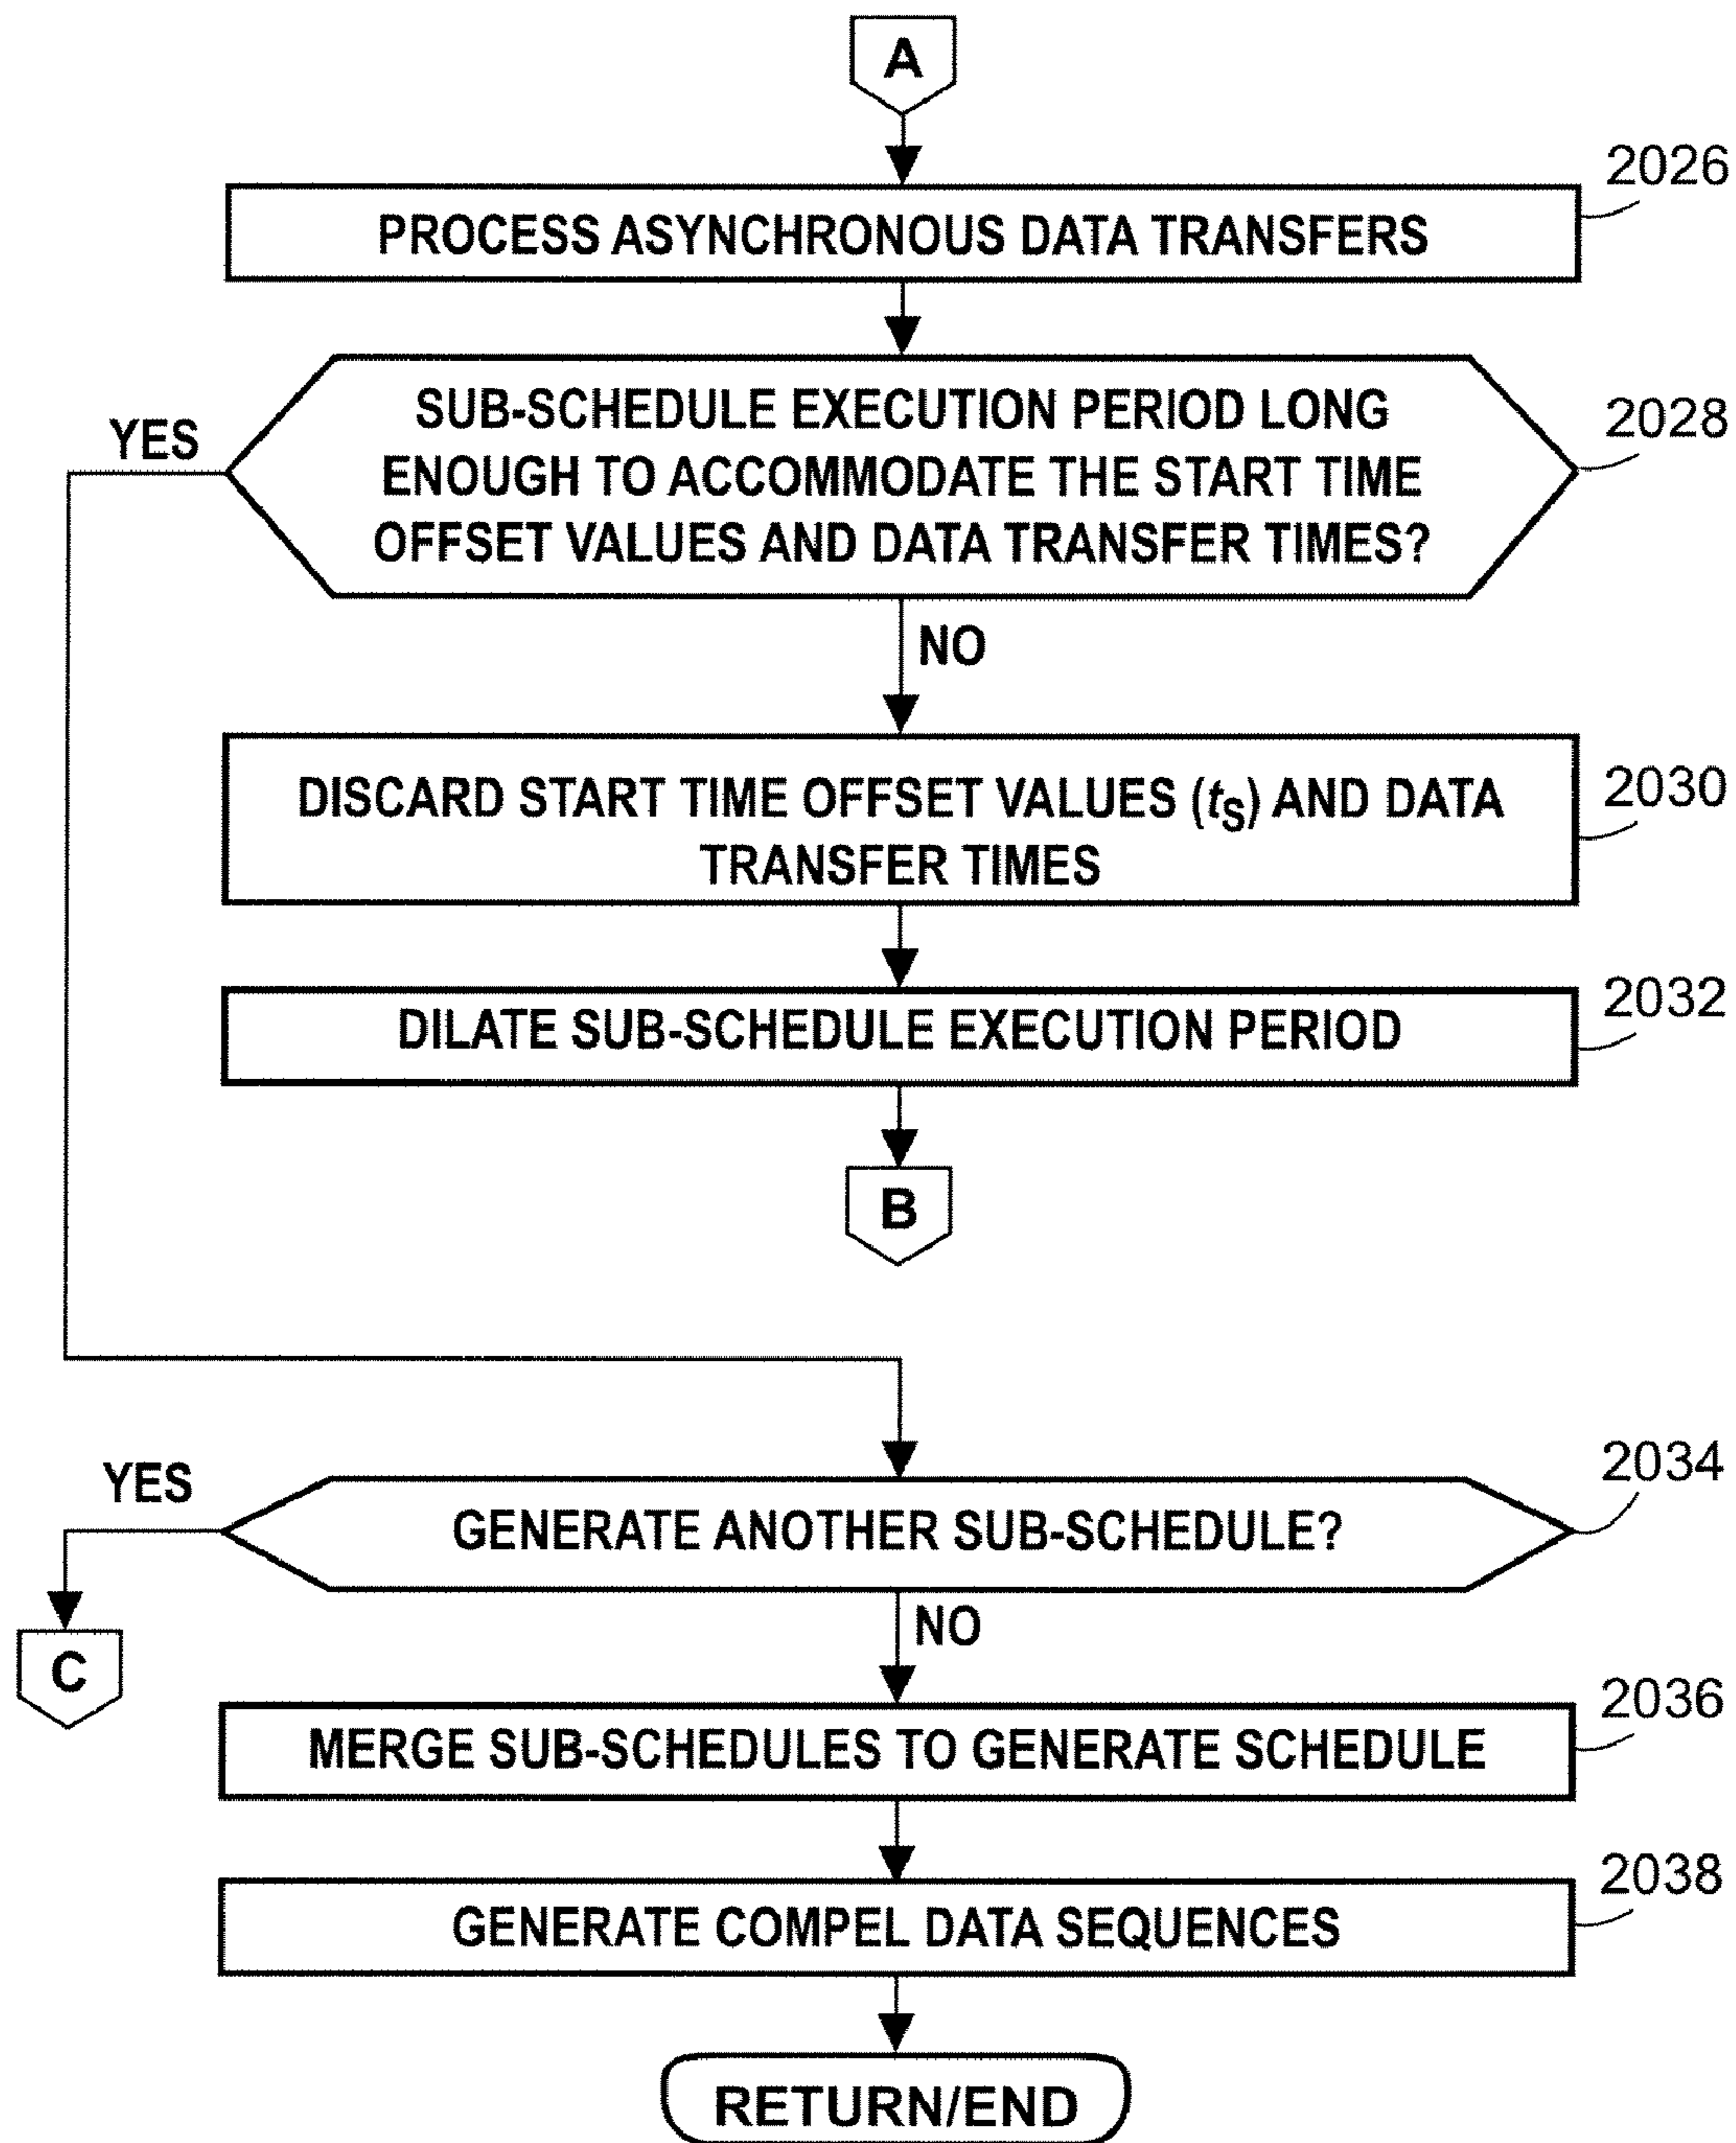 A
2026
PROCESS ASYNCHRONOUS DATA TRANSFERS
YES
SUB-SCHEDULE EXECUTION PERIOD LONG
ENOUGH TO ACCOMMODATE THE START TIME
OFFSET VALUES AND DATA TRANSFER TIMES?
2028
NO
DISCARD START TIME OFFSET VALUES (tS) AND DATA
TRANSFER TIMES
2030
DILATE SUB-SCHEDULE EXECUTION PERIOD
2032
B
YES
GENERATE ANOTHER SUB-SCHEDULE?
2034
C
NO
MERGE SUB-SCHEDULES TO GENERATE SCHEDULE
2036
GENERATE COMPEL DATA SEQUENCES
2038
RETURN/END